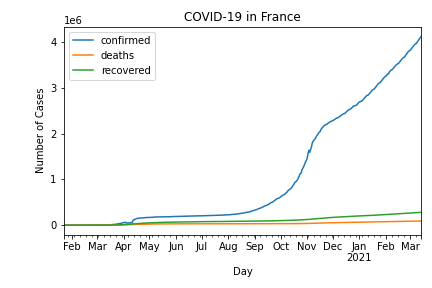 COVID-19 in France
1e6
confirmed
deaths
recovered
4
3
2
1
0
Number of Cases
Feb Mar Apr May Jun Jul Aug Sep Oct Nov Dec Jan Feb Mar
2021
Day